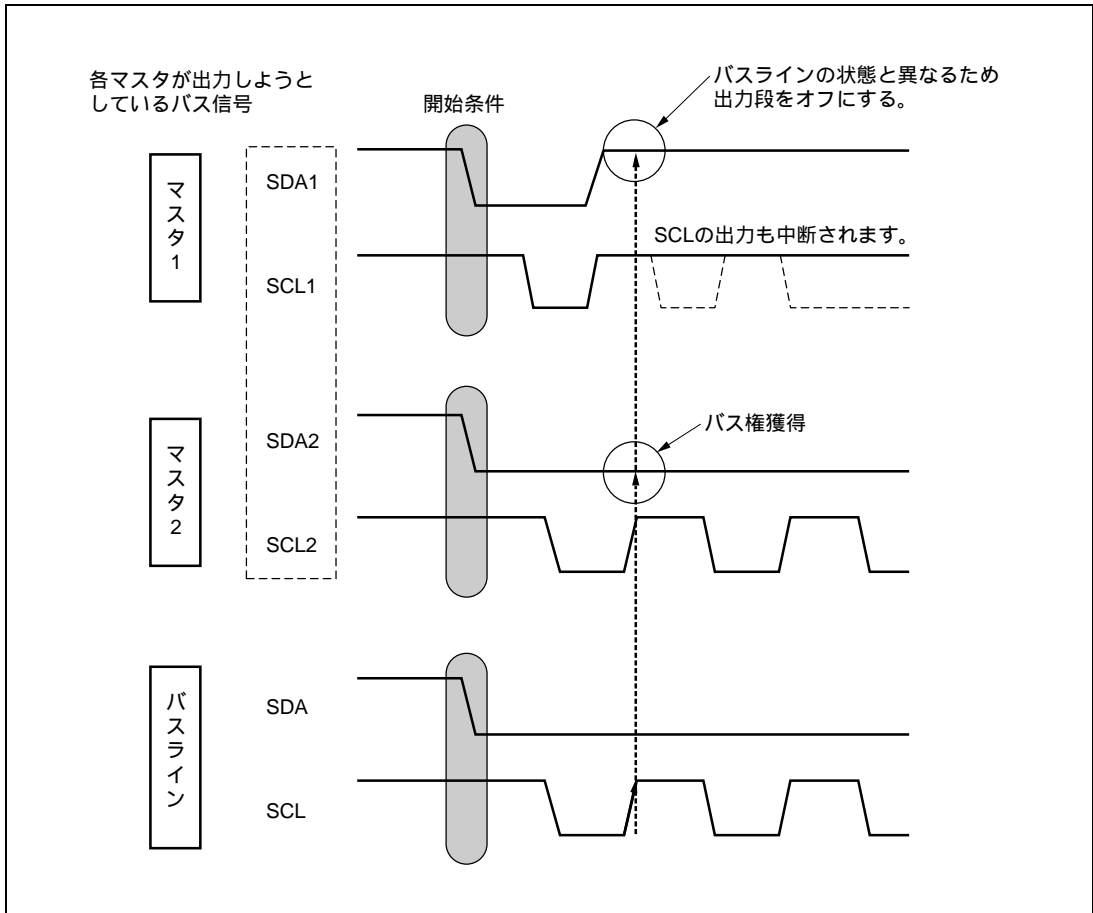 各マスタが出力しようと
しているバス信号
開始条件
バスラインの状態と異なるため
出力段をオフにする。
マスタ1
SDA1
SCLの出力も中断されます。
SCL1
マスタ2
SDA2
バス権獲得
SCL2
バスライン
SDA
SCL